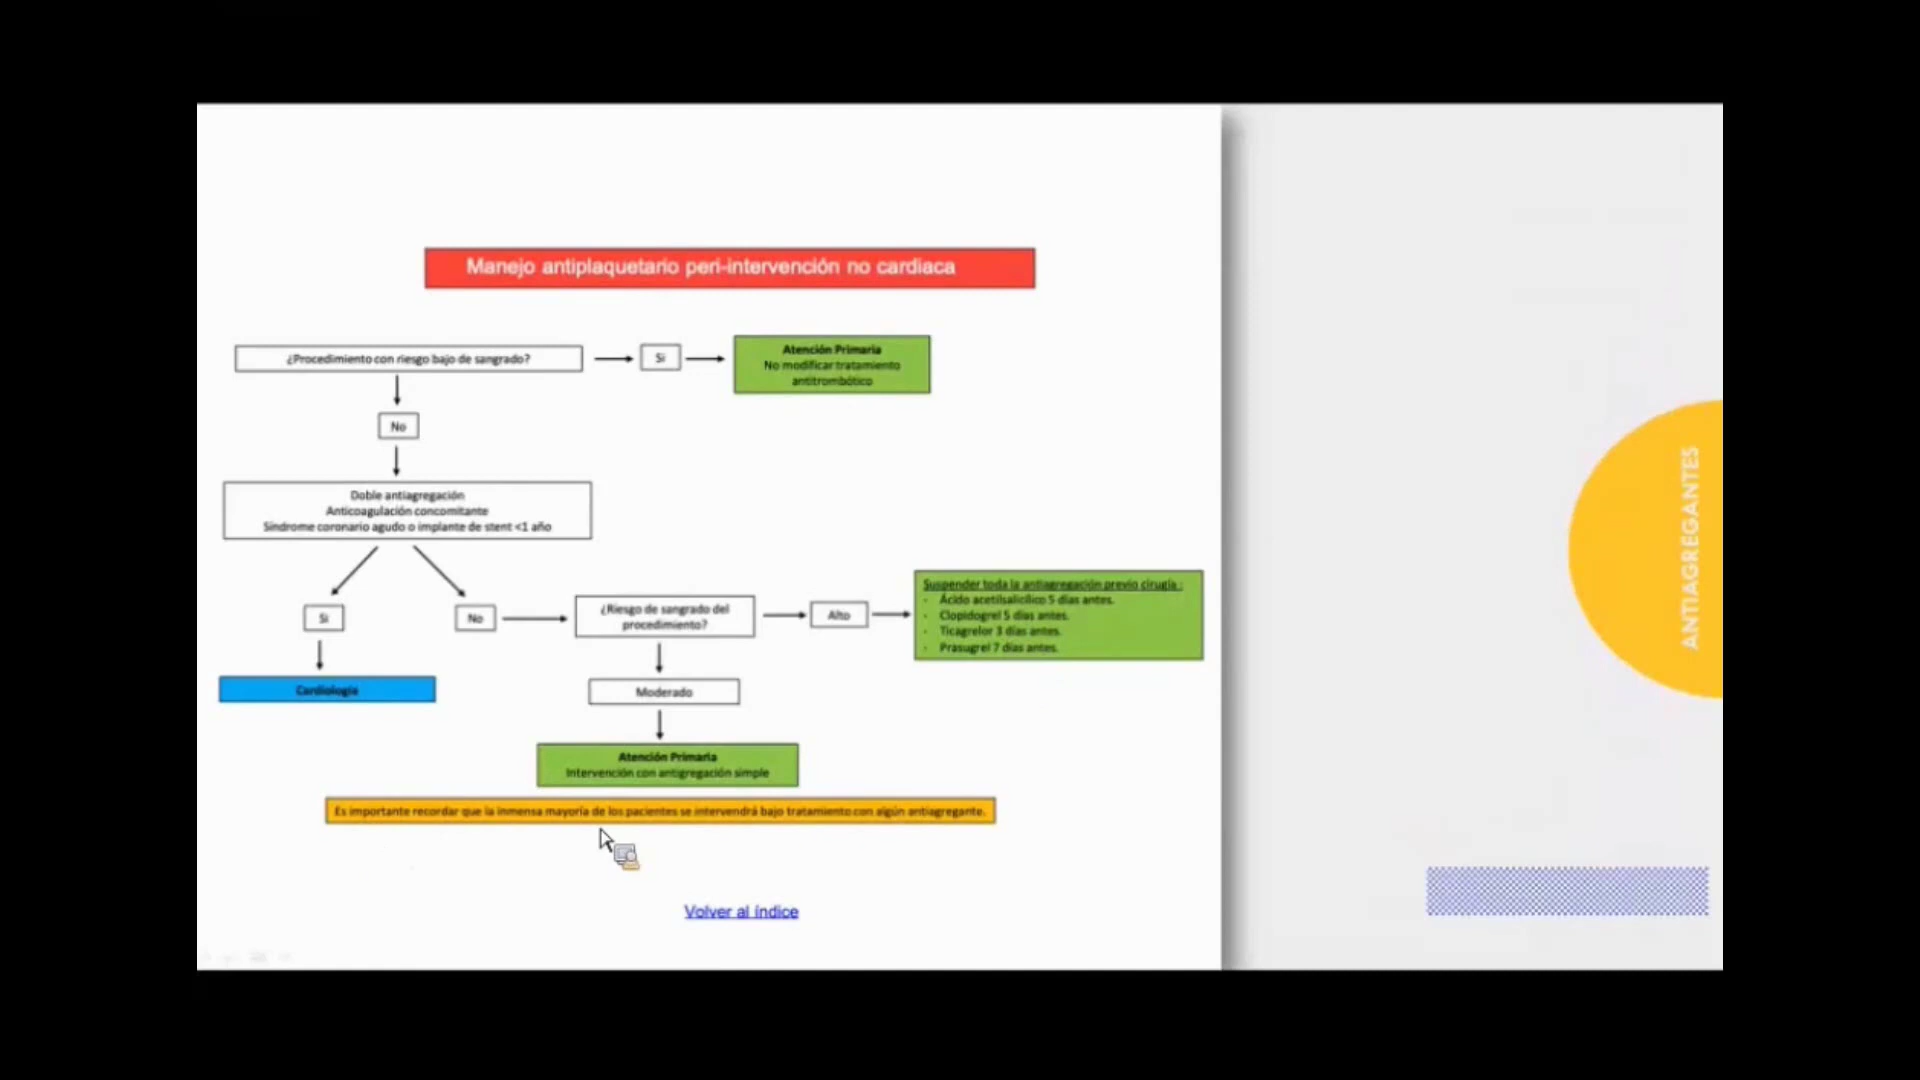 Manejo antiplaquetario peri-intervención no cardiaca
¿Procedimiento con riesgo bajo de sangrado?
Si
Atención Primaria
No modificar tratamiento
antitrombótico
No
Doble antiagregación
Anticoagulación concomitante
Síndrome coronario agudo o implante de stent <1 año
Si
No
¿Riesgo de sangrado del
procedimiento?
Alto
Suspender toda la antiagregación previo cirugía :
- Ácido acetilsalicílico 5 días antes.
- Clopidogrel 5 días antes.
- Ticagrelor 3 días antes.
- Prasugrel 7 días antes.
Cardiología
Moderado
Atención Primaria
Intervención con antigregación simple
Es importante recordar que la inmensa mayoría de los pacientes se intervendrá bajo tratamiento con algún antiagregante.
Volver al índice
ANTIAGREGANTES